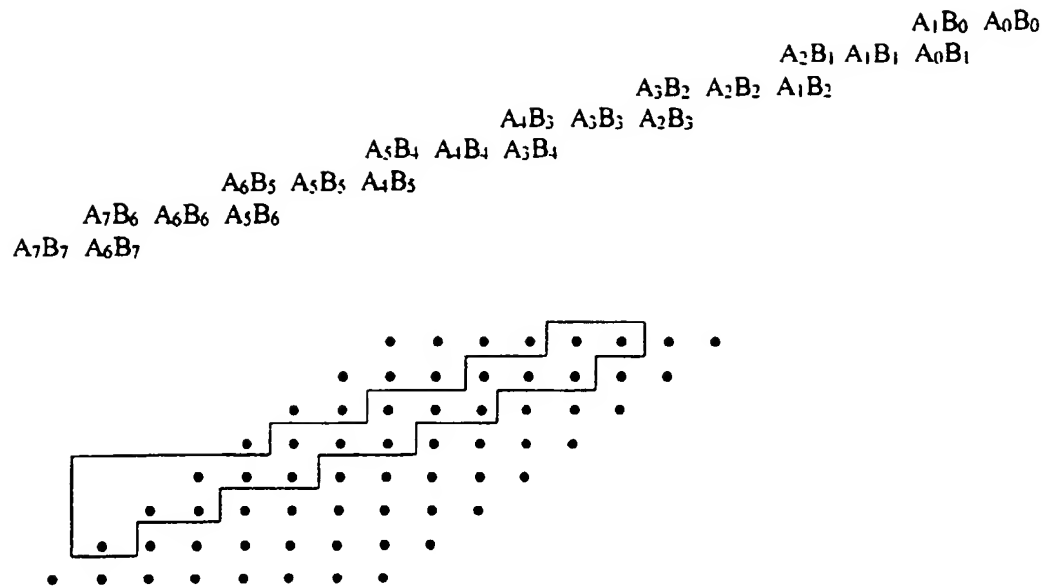 A₁B₀ A₀B₀
A₂B₁ A₁B₁ A₀B₁
A₃B₂ A₂B₂ A₁B₂
A₄B₃ A₃B₃ A₂B₃
A₅B₄ A₄B₄ A₃B₄
A₆B₅ A₅B₅ A₄B₅
A₇B₆ A₆B₆ A₅B₆
A₇B₇ A₆B₇